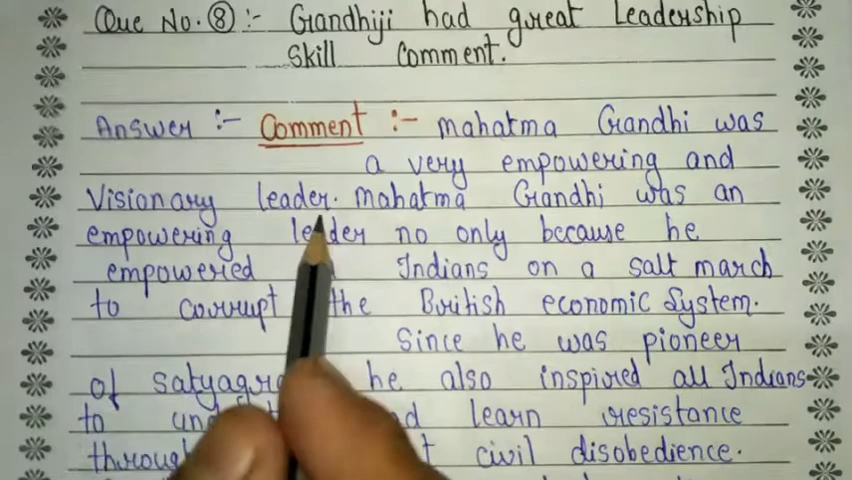 Que No. ⑧ :- Gandhiji had great Leadership
Skill Comment.
Answer :- Comment :- Mahatma Gandhi was
a very empowering and
Visionary leader. Mahatma Gandhi was an
empowering leader no only because he
empowered Indians on a salt march
to corrupt the British economic System.
Since he was pioneer
of he also inspired all Indians
to learn resistance
civil disobedience.